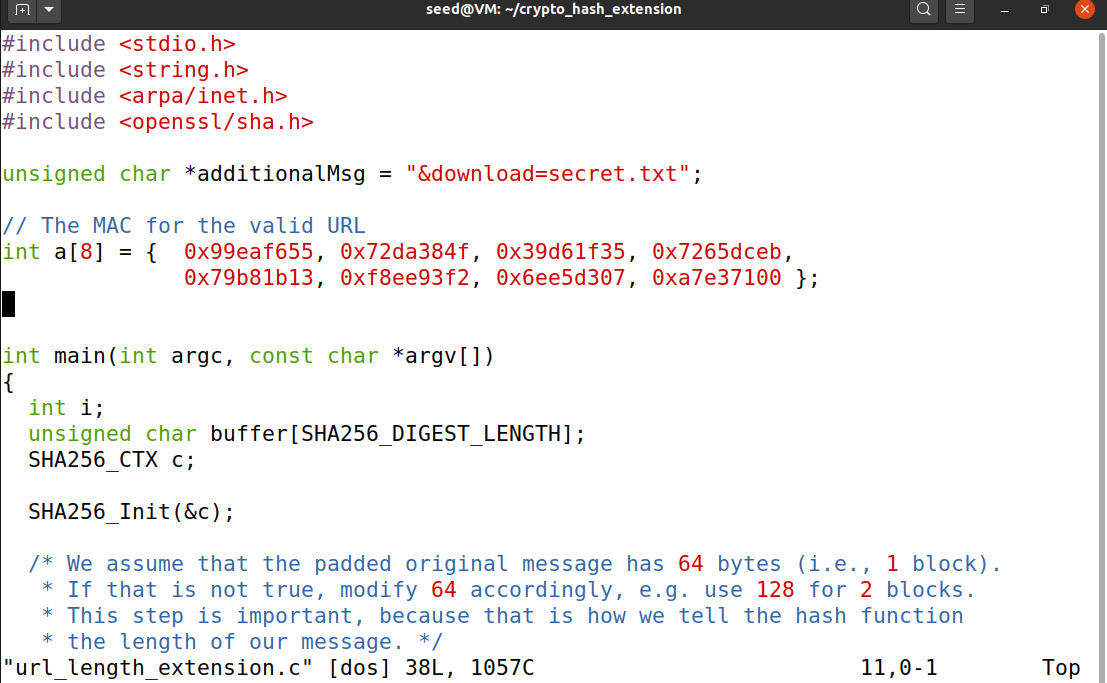 seed@VM: ~/crypto_hash_extension
#include <stdio.h>
#include <string.h>
#include <arpa/inet.h>
#include <openssl/sha.h>

unsigned char *additionalMsg = "&download=secret.txt";

// The MAC for the valid URL
int a[8] = {  0x99eaf655, 0x72da384f, 0x39d61f35, 0x7265dceb,
              0x79b81b13, 0xf8ee93f2, 0x6ee5d307, 0xa7e37100 };

int main(int argc, const char *argv[])
{
  int i;
  unsigned char buffer[SHA256_DIGEST_LENGTH];
  SHA256_CTX c;

  SHA256_Init(&c);

  /* We assume that the padded original message has 64 bytes (i.e., 1 block).
   * If that is not true, modify 64 accordingly, e.g. use 128 for 2 blocks.
   * This step is important, because that is how we tell the hash function
   * the length of our message. */
"url_length_extension.c" [dos] 38L, 1057C                         11,0-1        Top